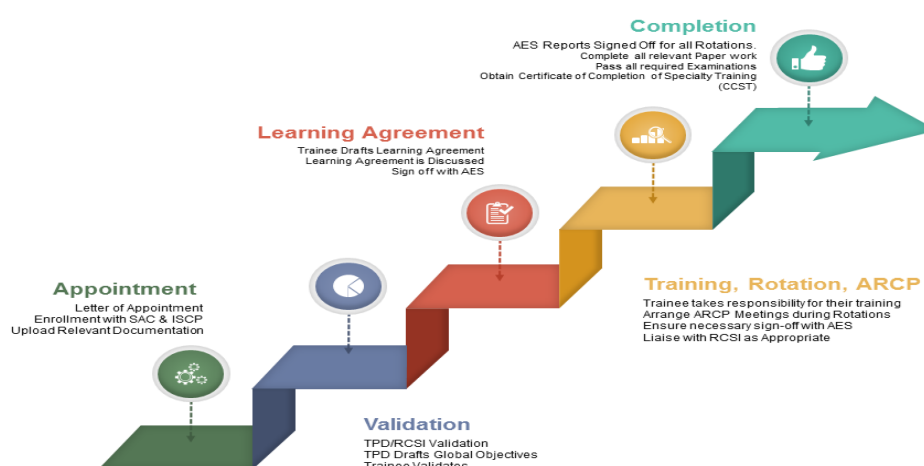 Completion
AES Reports Signed Off for all Rotations.
Complete all relevant Paper work
Pass all required Examinations
Obtain Certificate of Completion of Specialty Training
(CCST)
Learning Agreement
Trainee Drafts Learning Agreement
Learning Agreement is Discussed
Sign off with AES
Appointment
Letter of Appointment
Enrollment with SAC & ISCP
Upload Relevant Documentation
Training, Rotation, ARCP
Trainee takes responsibility for their training
Arrange ARCP Meetings during Rotations
Ensure necessary sign-off with AES
Liaise with RCSI as Appropriate
Validation
TPD/RCSI Validation
TPD Drafts Global Objectives
Trainee Validates